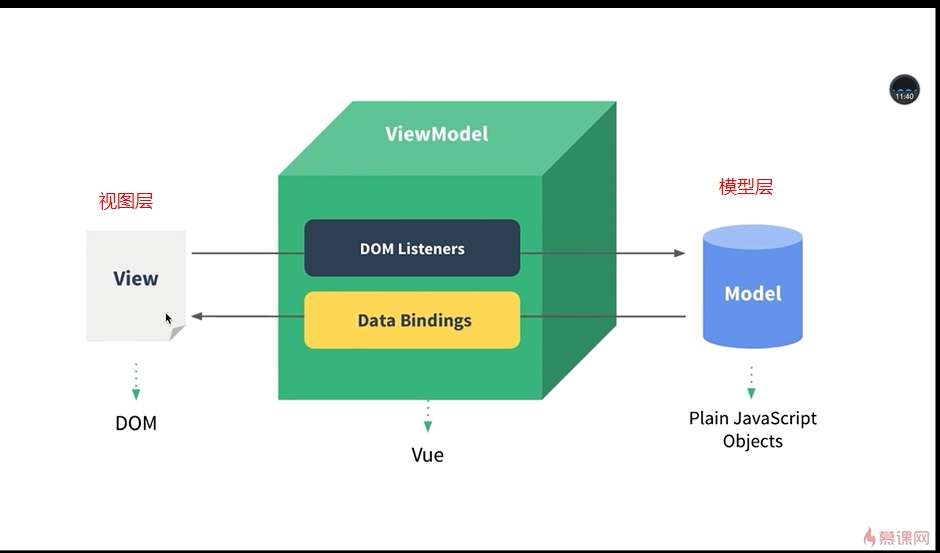 11:40
ViewModel
视图层
模型层
DOM Listeners
View
Model
Data Bindings
DOM
Plain JavaScript
Objects
Vue
慕课网